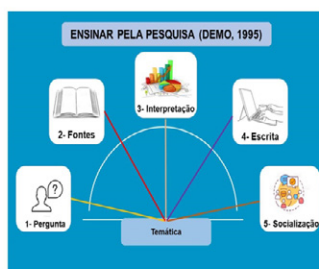 ENSINAR PELA PESQUISA (DEMO, 1995)
3- Interpretação
2- Fontes
4- Escrita
?
1- Pergunta
Temática
5- Socialização